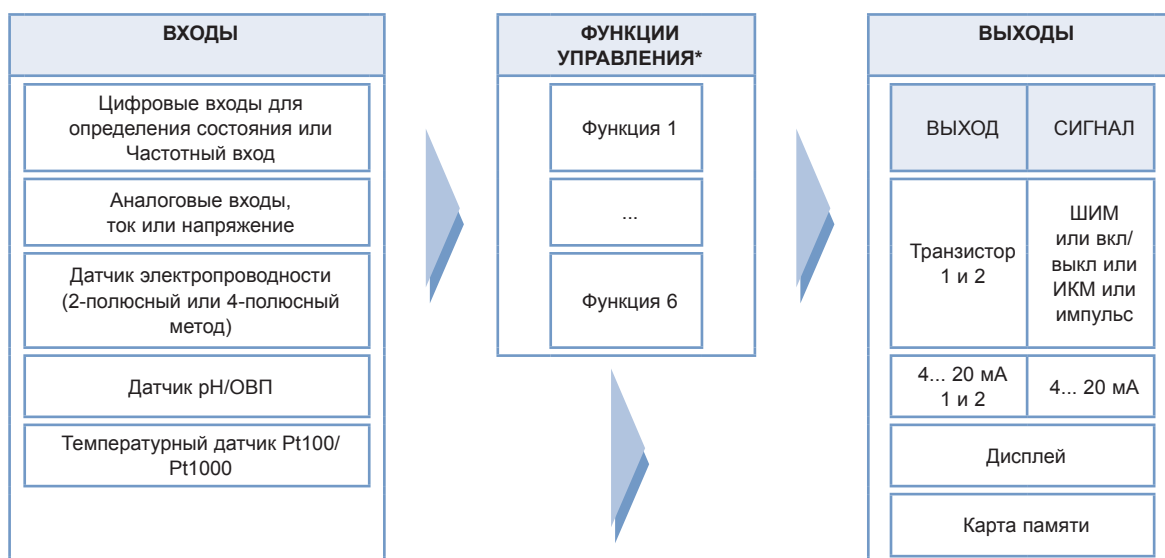 ВХОДЫ
Цифровые входы для
определения состояния или
Частотный вход
Аналоговые входы,
ток или напряжение
Датчик электропроводности
(2-полюсный или 4-полюсный
метод)
Датчик pH/ОВП
Температурный датчик Pt100/
Pt1000
ФУНКЦИИ
УПРАВЛЕНИЯ*
Функция 1
...
Функция 6
ВЫХОДЫ
ВЫХОД
СИГНАЛ
Транзистор
1 и 2
ШИМ
или вкл/
выкл или
ИКМ или
импульс
4... 20 мА
1 и 2
4... 20 мА
Дисплей
Карта памяти